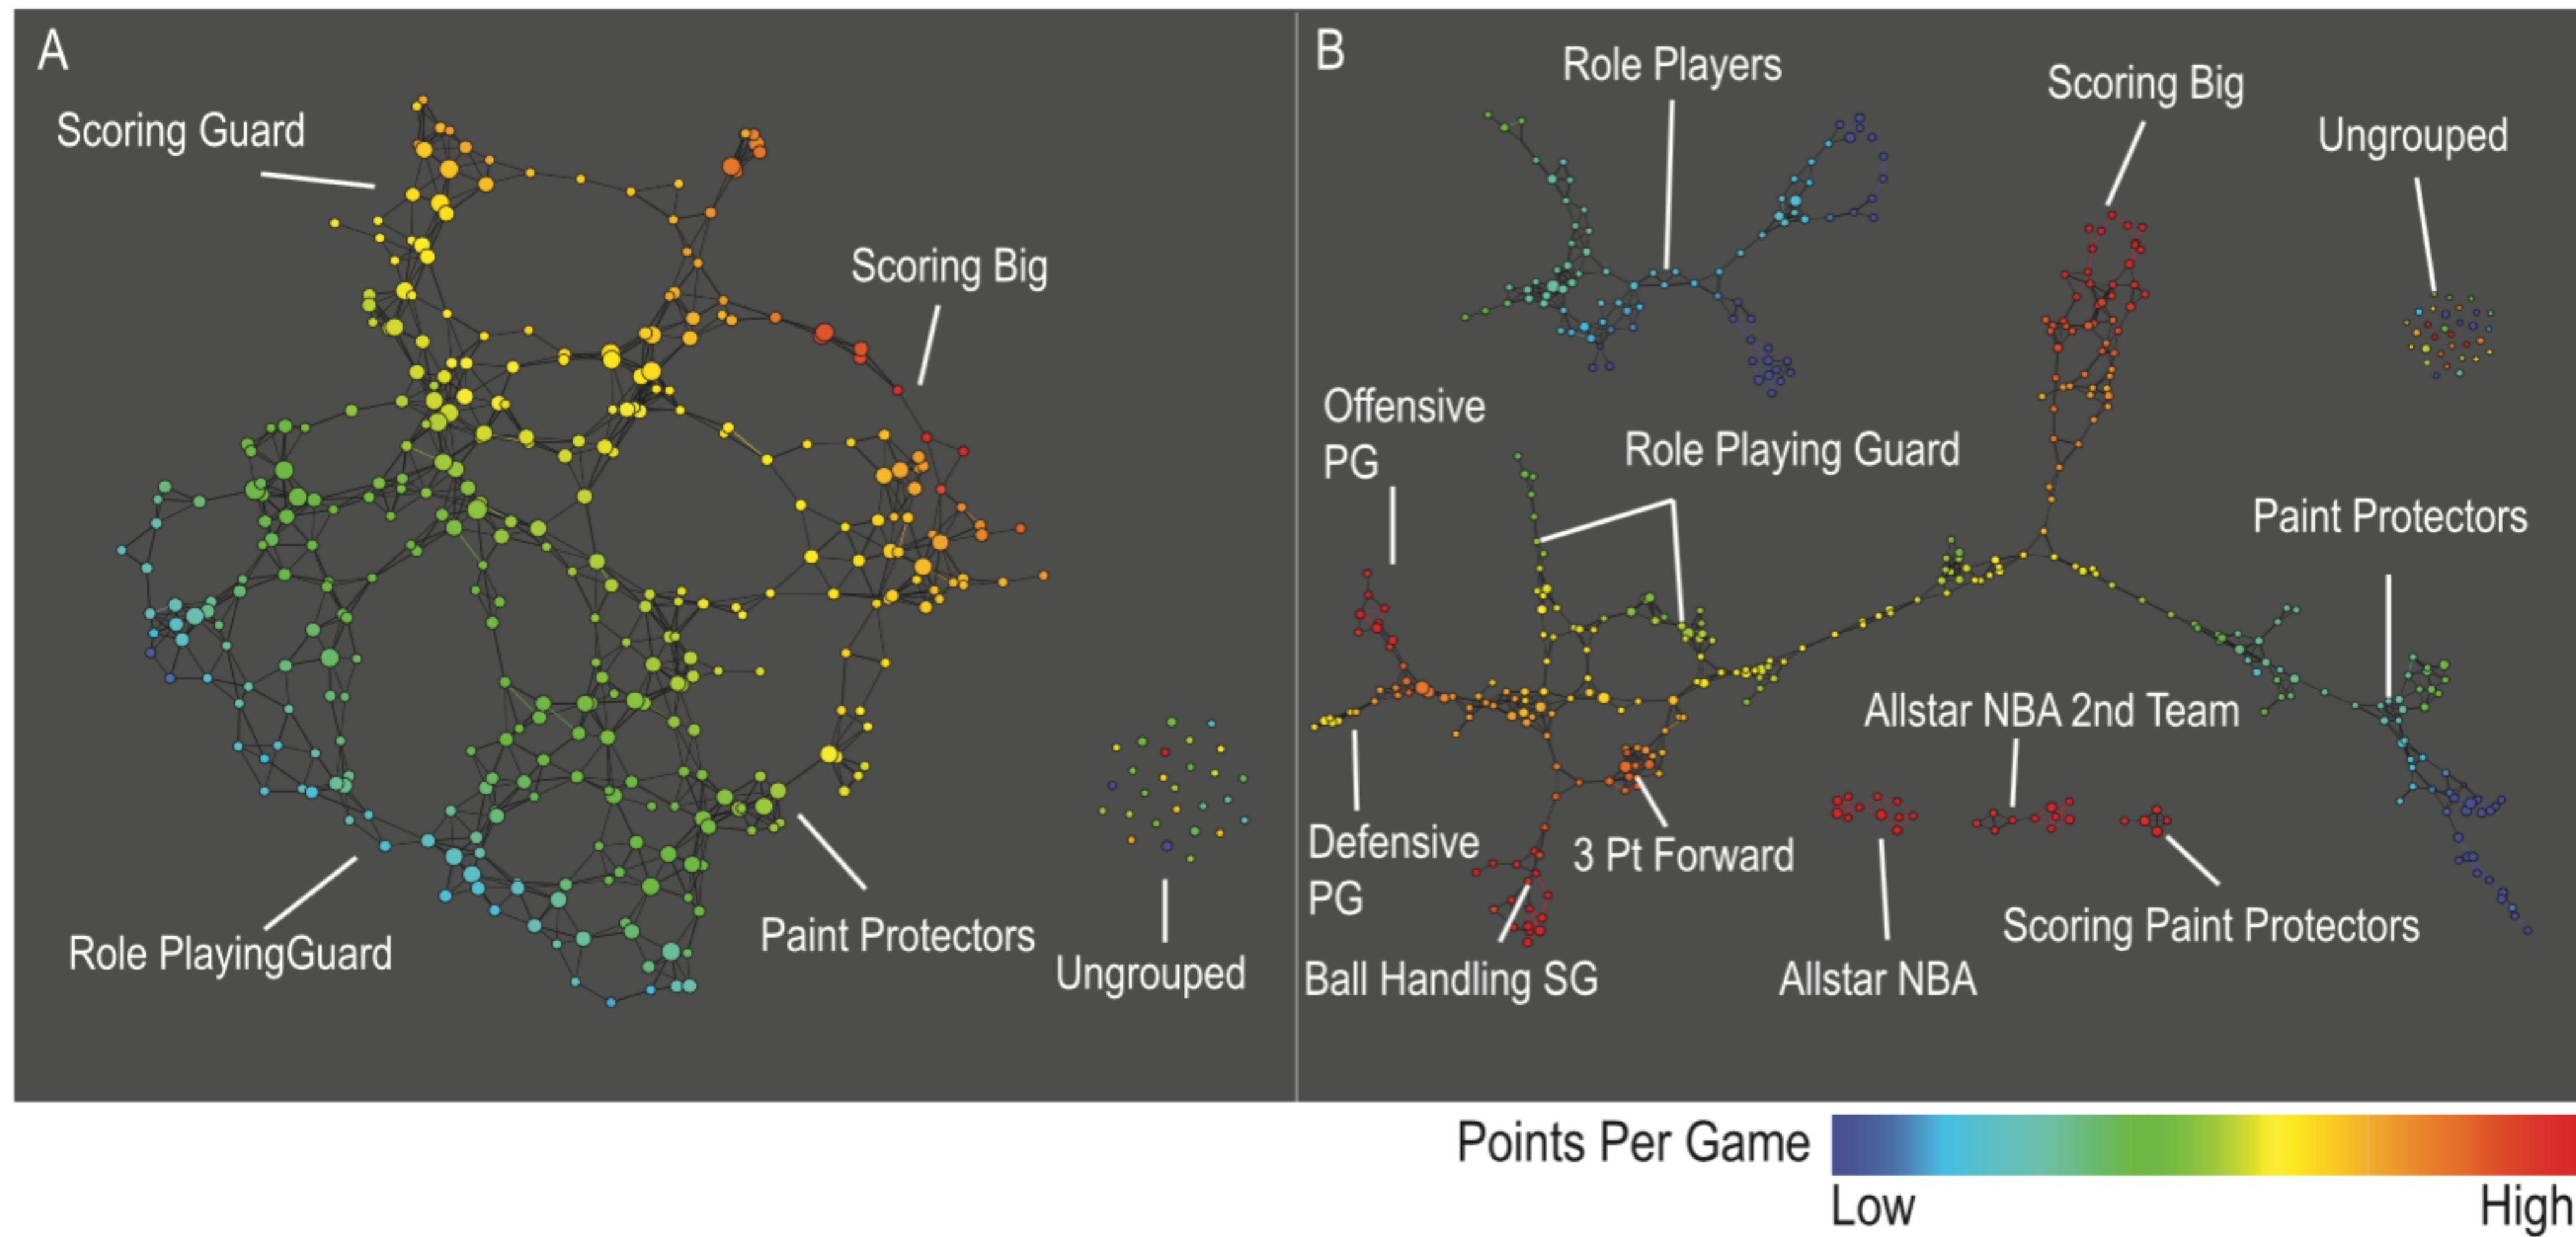 A
Scoring Guard
Scoring Big
Role PlayingGuard
Paint Protectors
Ungrouped
B
Role Players
Scoring Big
Ungrouped
Offensive
PG
Role Playing Guard
Paint Protectors
Allstar NBA 2nd Team
Defensive
PG
3 Pt Forward
Ball Handling SG
Allstar NBA
Scoring Paint Protectors
Points Per Game
Low
High